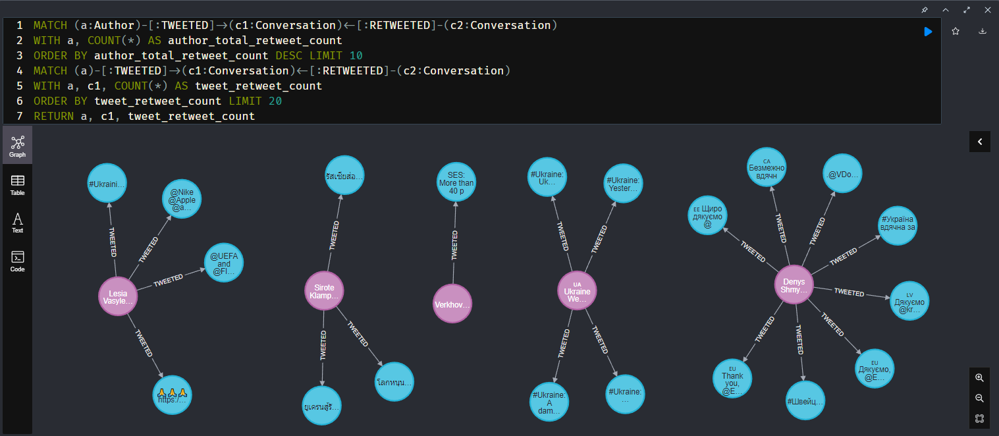 1 MATCH (a:Author)-[:TWEETED]->(c1:Conversation)<-[:RETWEETED]-(c2:Conversation)
2 WITH a, COUNT(*) AS author_total_retweet_count
3 ORDER BY author_total_retweet_count DESC LIMIT 10
4 MATCH (a)-[:TWEETED]->(c1:Conversation)<-[:RETWEETED]-(c2:Conversation)
5 WITH a, c1, COUNT(*) AS tweet_retweet_count
6 ORDER BY tweet_retweet_count LIMIT 20
7 RETURN a, c1, tweet_retweet_count
Graph
Table
Text
Code
#Ukraini...
@Nike
@Apple
@a...
@UEFA
and
@FI...
🙏🙏🙏
https:/...
Lesia
Vasyle...
TWEETED
TWEETED
TWEETED
TWEETED
รัสเซียส่อ...
Sirote
Klamp...
ยูเครนสู้รั...
โลกหนุน...
TWEETED
TWEETED
TWEETED
SES:
More than
40 p
TWEETED
Verkhov...
#Ukraine:
Uk...
#Ukraine:
Yester...
UA
Ukraine
We...
#Ukraine:
A
dam...
#Ukraine:
...
TWEETED
TWEETED
TWEETED
TWEETED
CA
Безмежно
вдячн
.@VDo...
EE Щиро
дякуємо
@
#Україна
вдячна за
Denys
Shmy...
LV
Дякуємо
@kr...
EU
Thank
you,
@E...
#Швейц...
EU
Дякуємо,
@E...
TWEETED
TWEETED
TWEETED
TWEETED
TWEETED
TWEETED
TWEETED
TWEETED